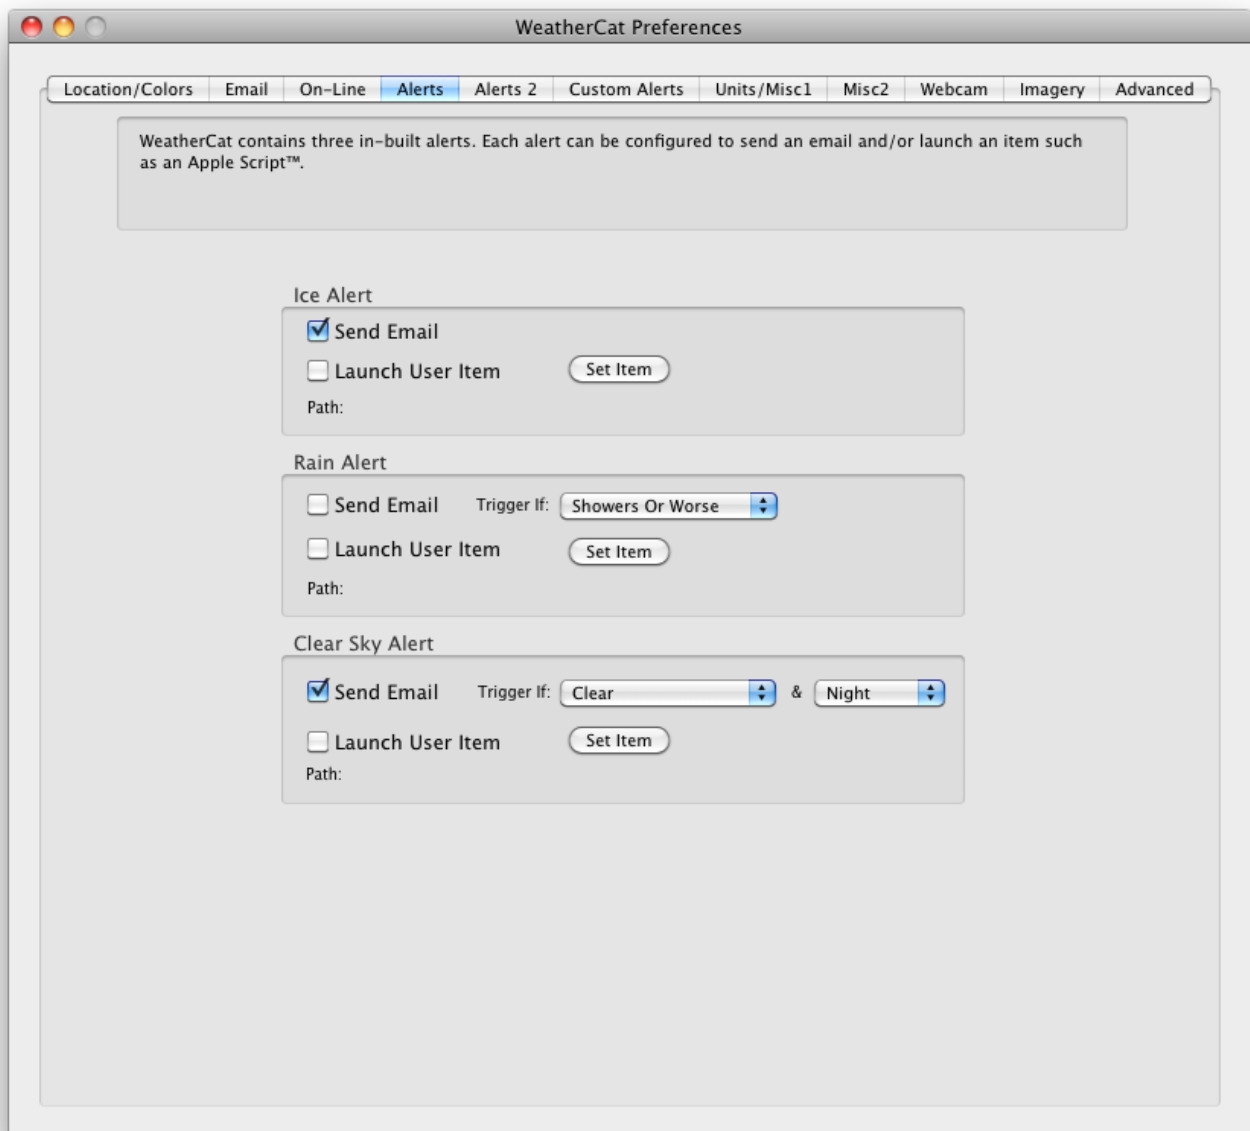 WeatherCat Preferences
Location/Colors Email On-Line Alerts Alerts 2 Custom Alerts Units/Misc1 Misc2 Webcam Imagery Advanced
WeatherCat contains three in-built alerts. Each alert can be configured to send an email and/or launch an item such
as an Apple Script™.
Ice Alert
Send Email
Launch User Item Set Item
Path:
Rain Alert
Send Email Trigger If: Showers Or Worse
Launch User Item Set Item
Path:
Clear Sky Alert
Send Email Trigger If: Clear & Night
Launch User Item Set Item
Path: